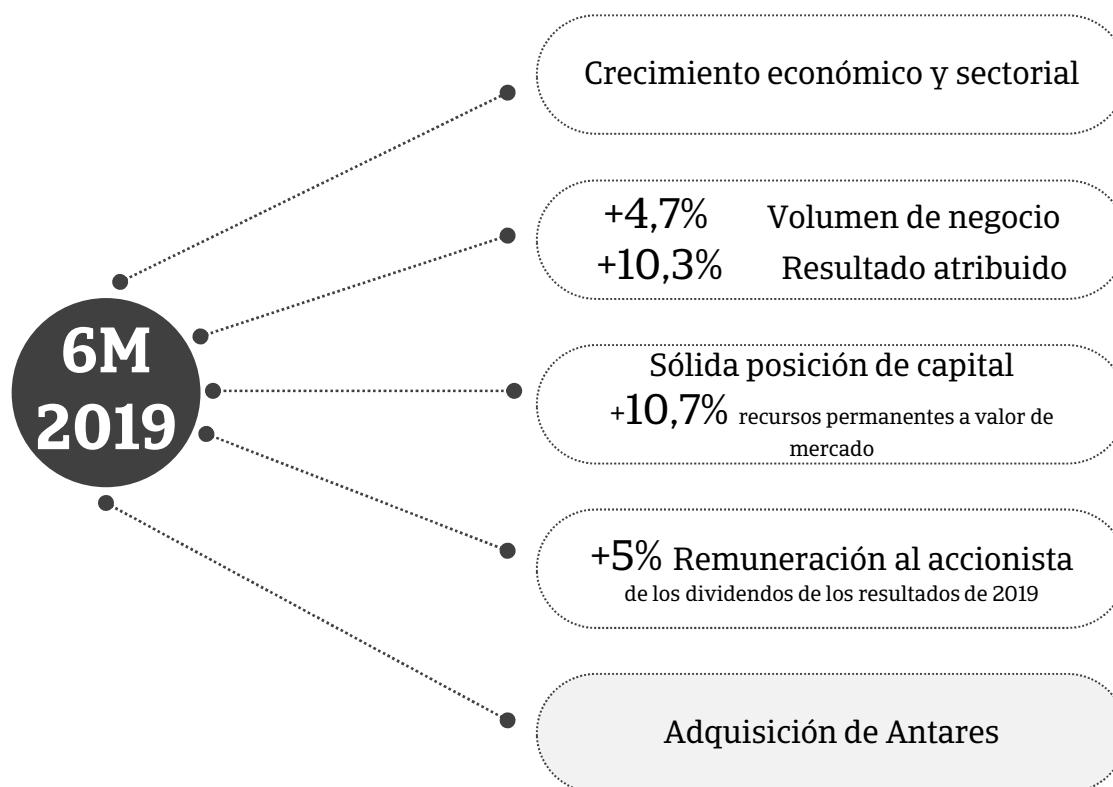 Crecimiento económico y sectorial
+4,7% Volumen de negocio
+10,3% Resultado atribuido
6M
2019
Sólida posición de capital
+10,7% recursos permanentes a valor de
mercado
+5% Remuneración al accionista
de los dividendos de los resultados de 2019
Adquisición de Antares